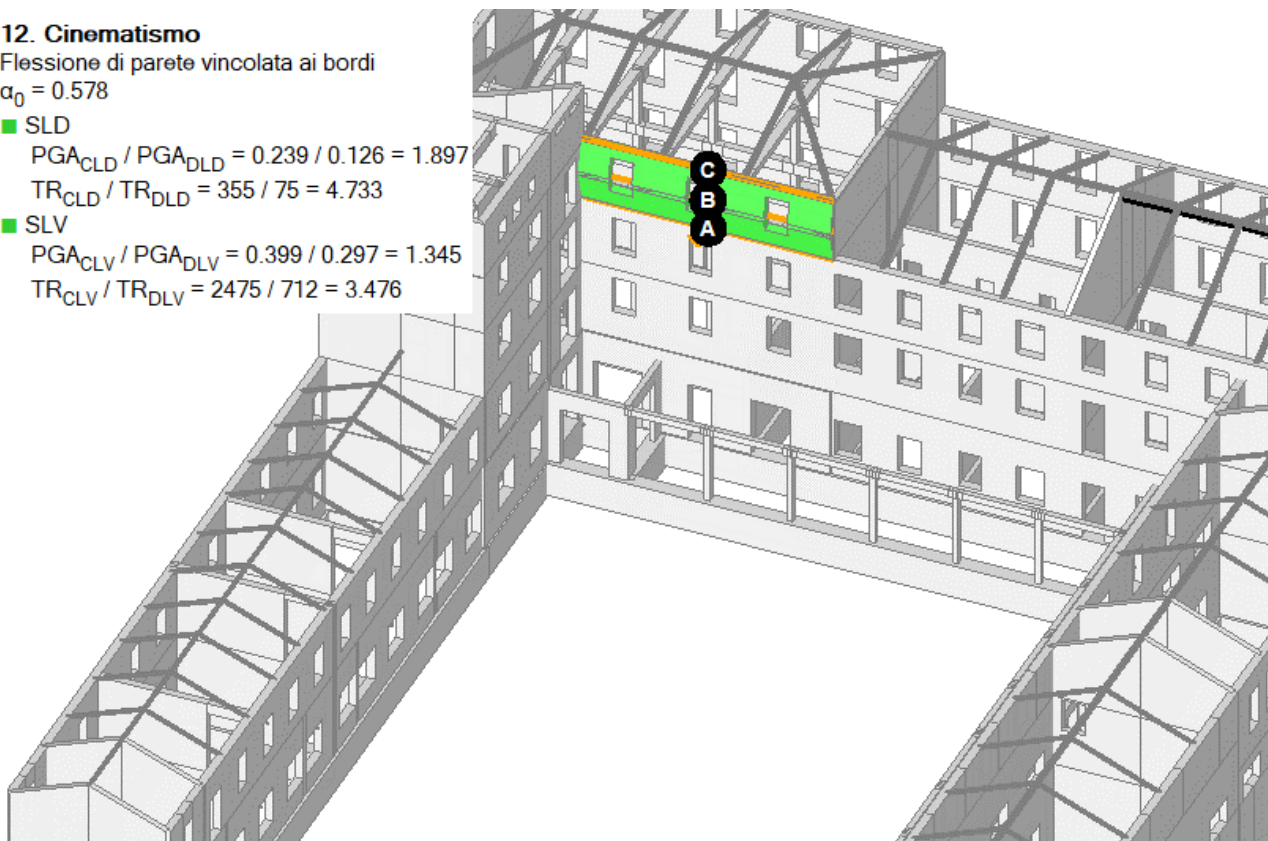 12. Cinematismo
Flessione di parete vincolata ai bordi
α0 = 0.578
SLD
PGACLD / PGADLD = 0.239 / 0.126 = 1.897
TRCLD / TRDLD = 355 / 75 = 4.733
SLV
PGACLV / PGADLV = 0.399 / 0.297 = 1.345
TRCLV / TRDLV = 2475 / 712 = 3.476
C
B
A